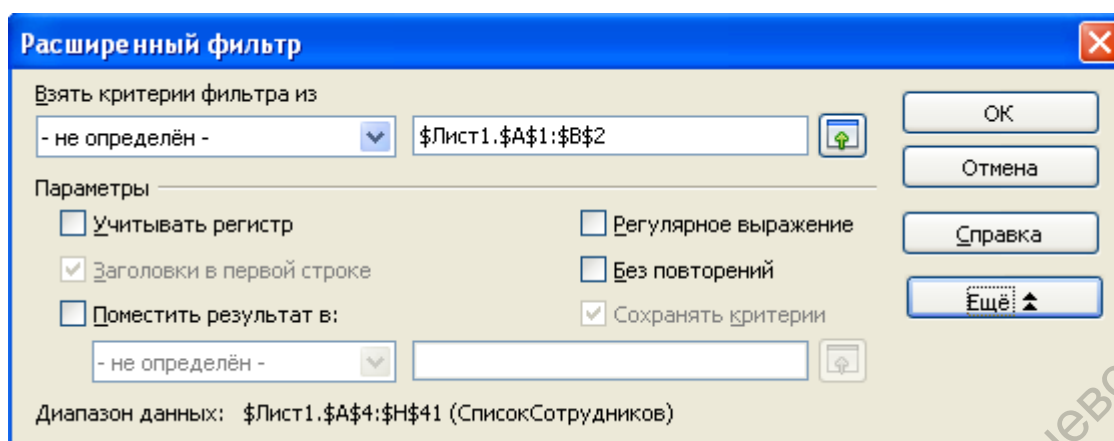 Расширенный фильтр
Взять критерии фильтра из
- не определён -
$Лист1.$A$1:$B$2
ОК
Отмена
Параметры
Учитывать регистр
Регулярное выражение
Справка
Заголовки в первой строке
Без повторений
Ещё
Поместить результат в:
Сохранять критерии
- не определён -
Диапазон данных: $Лист1.$A$4:$H$41 (СписокСотрудников)